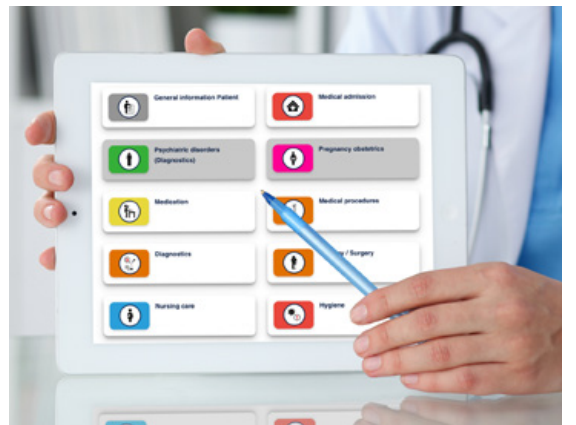 General information Patient
Medical admission
Psychiatric disorders
(Diagnostics)
Pregnancy obstetrics
Medication
Medical procedures
Diagnostics
/ Surgery
Nursing care
Hygiene